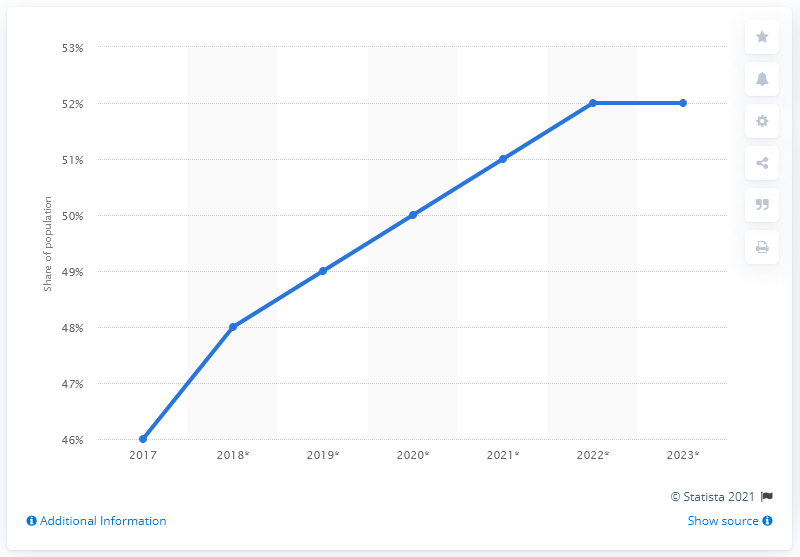 53%
52%
51%
50%
49%
48%
47%
46%
Share of population
2017 2018* 2019* 2020* 2021* 2022* 2023*
© Statista 2021
Additional Information Show source